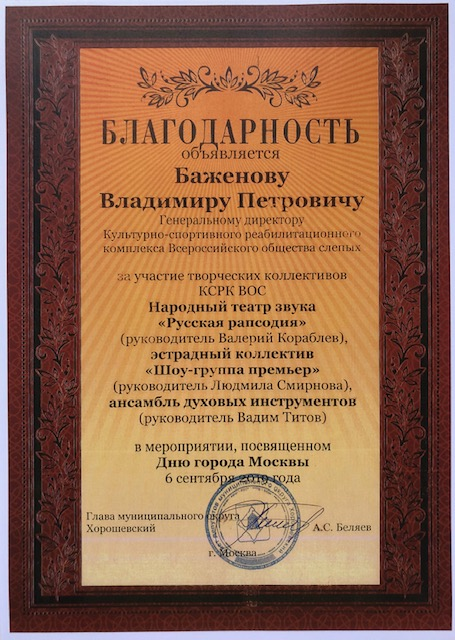 БЛАГОДАРНОСТЬ
объявляется
Баженову
Владимиру Петровичу
Генеральному директору
Культурно-спортивного реабилитационного
комплекса Всероссийского общества слепых
за участие творческих коллективов
КСРК ВОС
Народный театр звука
«Русская рапсодия»
(руководитель Валерий Кораблев),
эстрадный коллектив
«Шоу-группа премьер»
(руководитель Людмила Смирнова),
ансамбль духовых инструментов
(руководитель Вадим Титов)
в мероприятии, посвященном
Дню города Москвы
6 сентября 2019 года
Глава муниципального округа
Хорошевский
А.С. Беляев
г. Москва